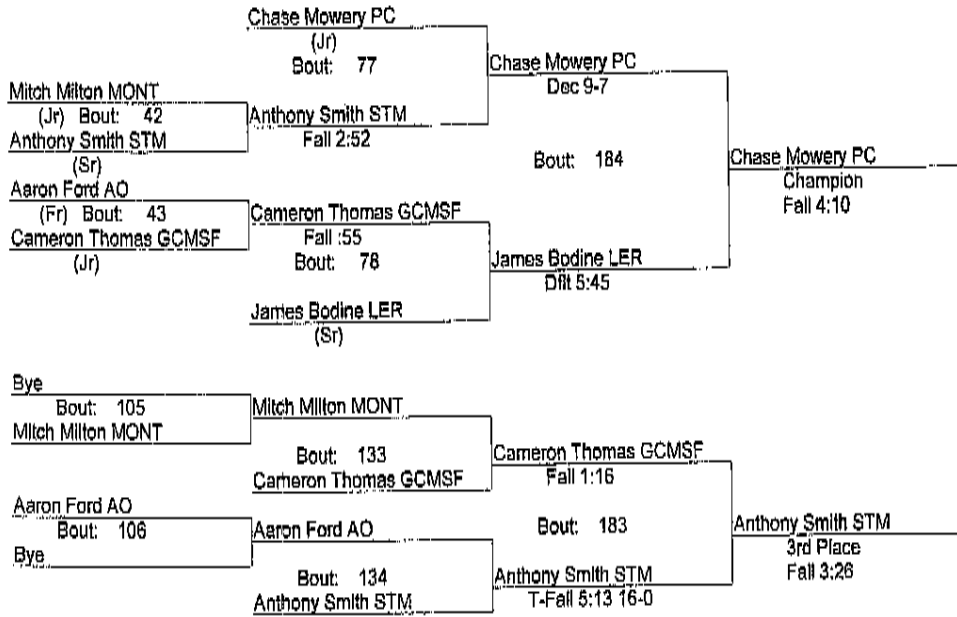 Chase Mowery PC
(Jr)
Bout: 77
Mitch Milton MONT
(Jr) Bout: 42
Anthony Smith STM
(Sr)
Anthony Smith STM
Fall 2:52
Chase Mowery PC
Dec 9-7
Aaron Ford AO
(Fr) Bout: 43
Cameron Thomas GCMSF
(Jr)
Cameron Thomas GCMSF
Fall :55
Bout: 78
James Bodine LER
(Sr)
James Bodine LER
Dflt 5:45
Bout: 184
Chase Mowery PC
Champion
Fall 4:10
Bye
Bout: 105
Mitch Milton MONT
Mitch Milton MONT
Bout: 133
Cameron Thomas GCMSF
Cameron Thomas GCMSF
Fall 1:16
Aaron Ford AO
Bout: 106
Bye
Aaron Ford AO
Bout: 134
Anthony Smith STM
Anthony Smith STM
T-Fall 5:13 16-0
Bout: 183
Anthony Smith STM
3rd Place
Fall 3:26